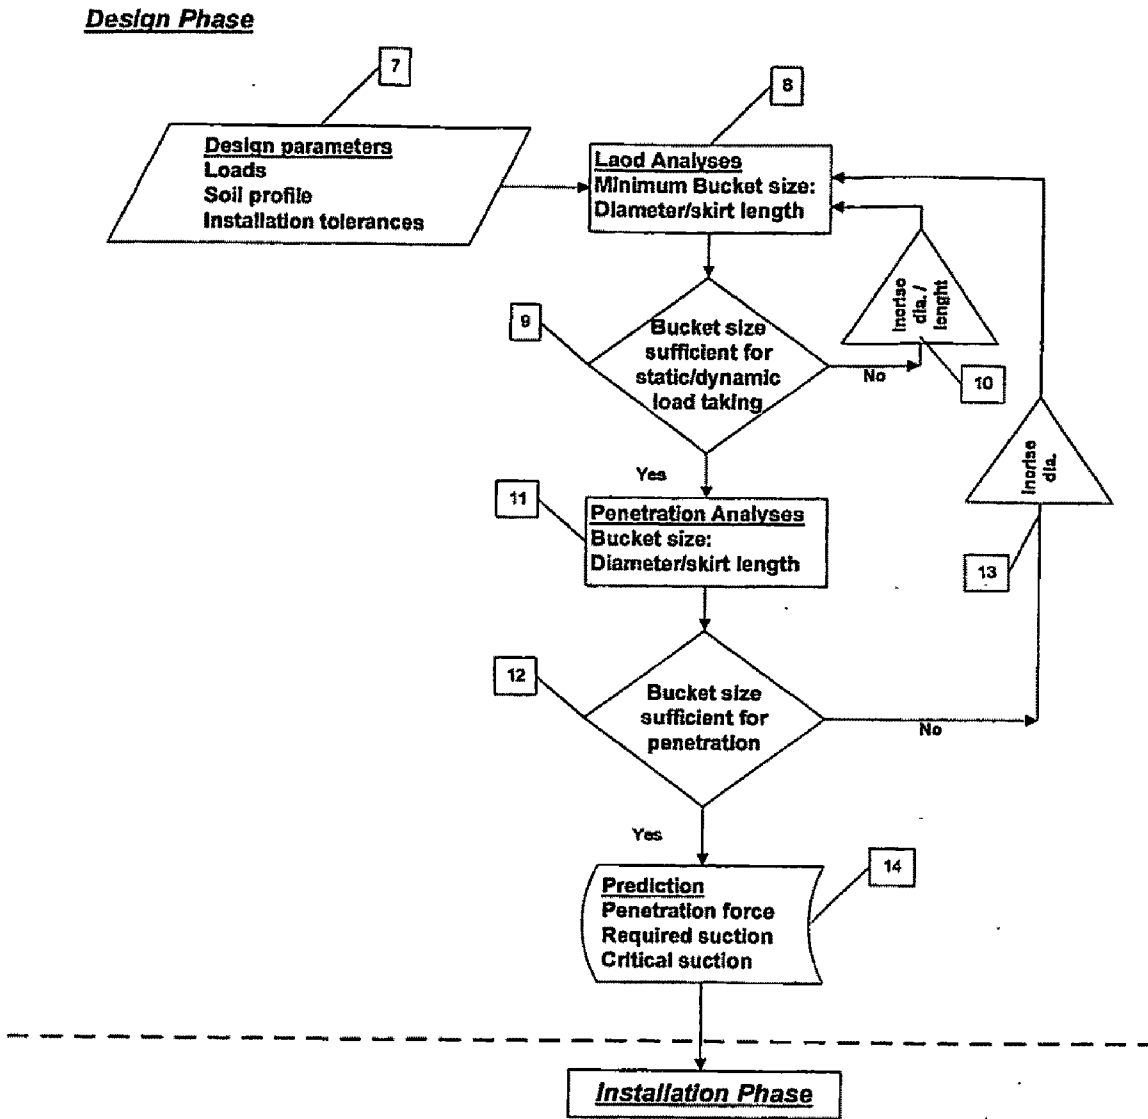 Design Phase
7
8
Design parameters
Loads
Soil profile
Installation tolerances
Laod Analyses
Minimum Bucket size:
Diameter/skirt length
9
Bucket size
sufficient for
static/dynamic
load taking
No
Incrise
dia. /
lenght
10
Yes
11
Penetration Analyses
Bucket size:
Diameter/skirt length
Incrise
dia.
13
12
Bucket size
sufficient for
penetration
No
Yes
14
Prediction
Penetration force
Required suction
Critical suction
Installation Phase